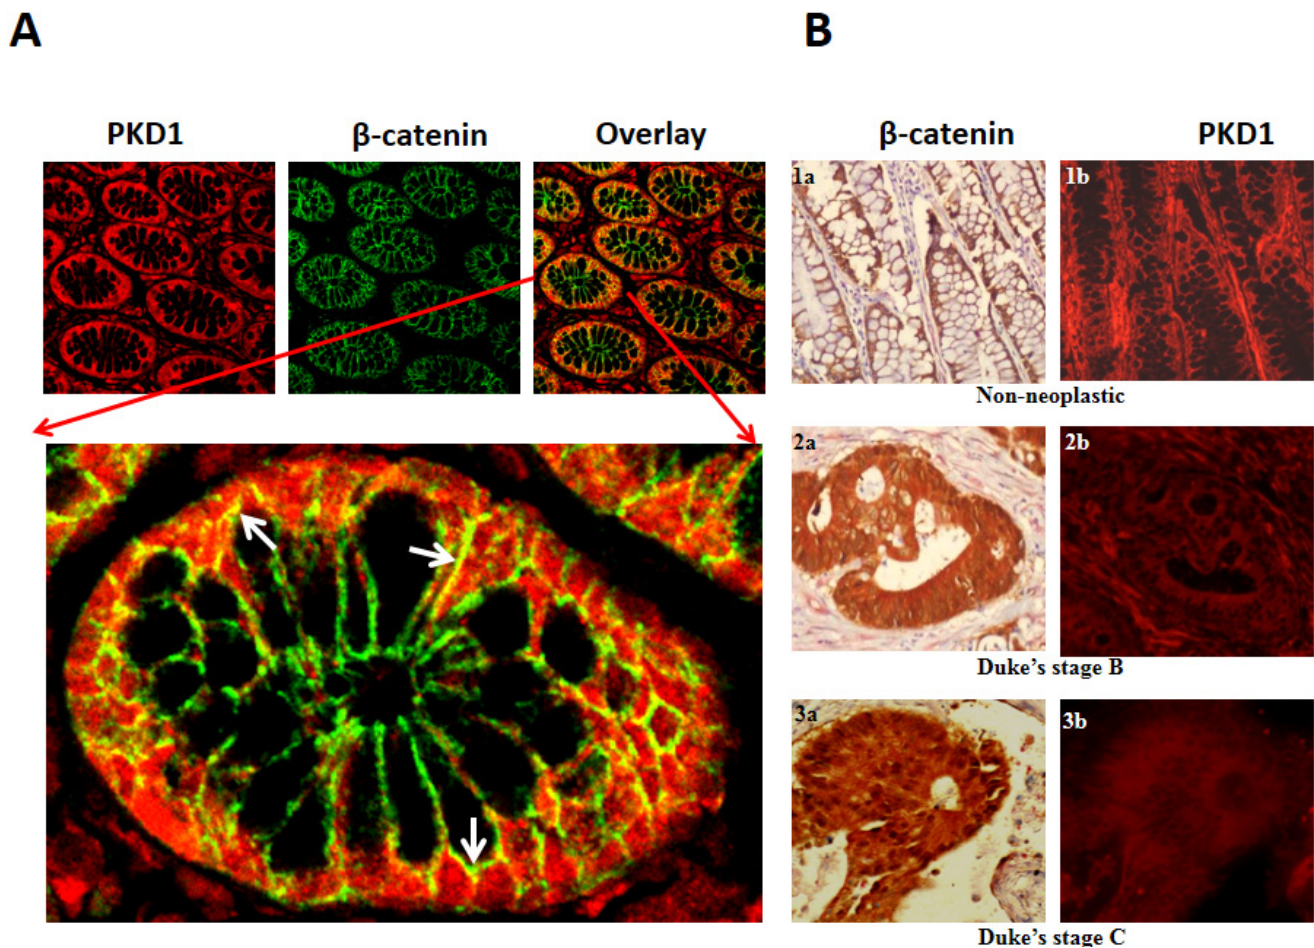 A
B
PKD1
β-catenin
Overlay
β-catenin
PKD1
1a
1b
Non-neoplastic
2a
2b
Duke’s stage B
3a
3b
Duke’s stage C